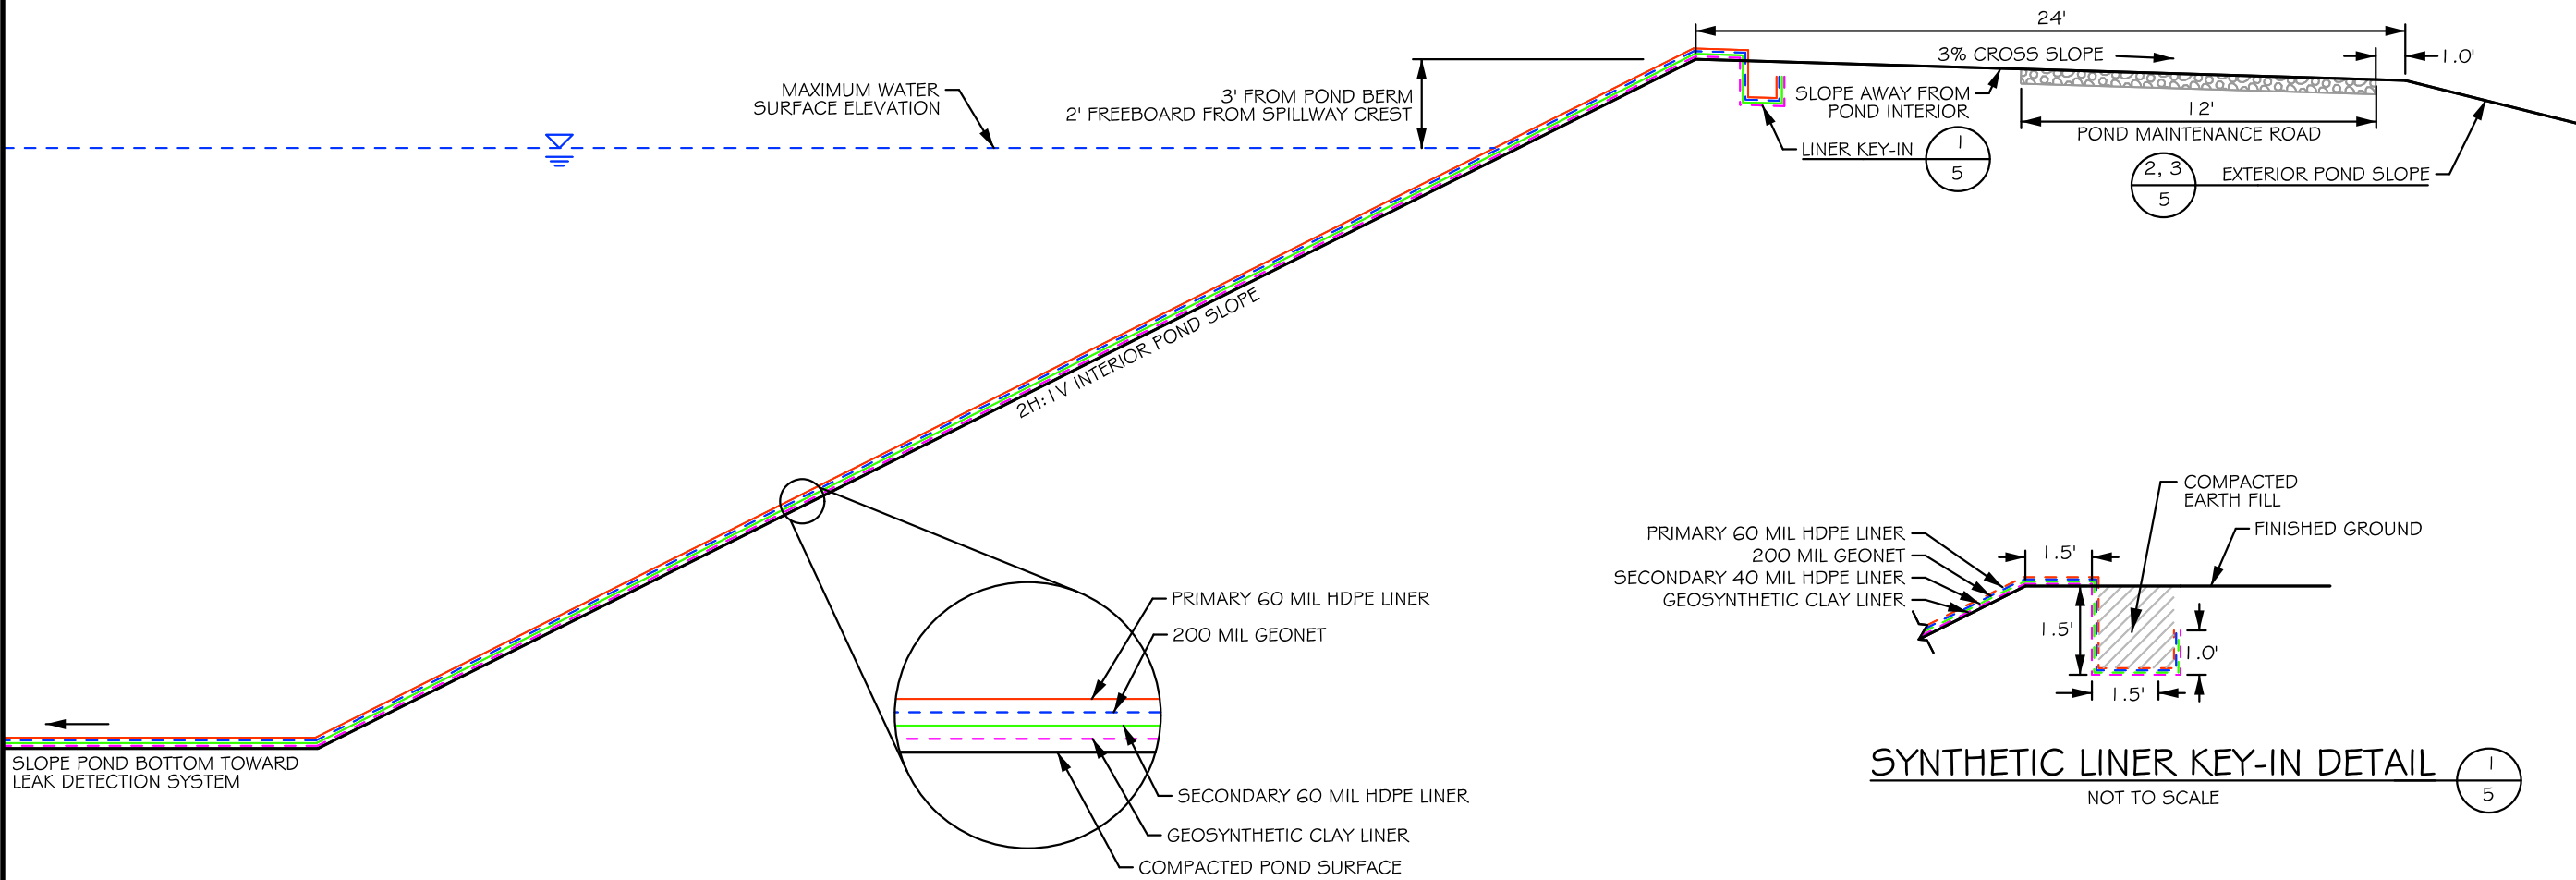 24'
3% CROSS SLOPE
1.0'
MAXIMUM WATER
SURFACE ELEVATION
3' FROM POND BERM
2' FREEBOARD FROM SPILLWAY CREST
SLOPE AWAY FROM
POND INTERIOR
12'
POND MAINTENANCE ROAD
LINER KEY-IN
1
5
2, 3
5
EXTERIOR POND SLOPE
2H:1V INTERIOR POND SLOPE
SLOPE POND BOTTOM TOWARD
LEAK DETECTION SYSTEM
PRIMARY 60 MIL HDPE LINER
200 MIL GEONET
SECONDARY 60 MIL HDPE LINER
GEOSYNTHETIC CLAY LINER
COMPACTED POND SURFACE
COMPACTED
EARTH FILL
FINISHED GROUND
PRIMARY 60 MIL HDPE LINER
200 MIL GEONET
SECONDARY 40 MIL HDPE LINER
GEOSYNTHETIC CLAY LINER
1.5'
1.5'
1.0'
1.5'
SYNTHETIC LINER KEY-IN DETAIL
1
5
NOT TO SCALE